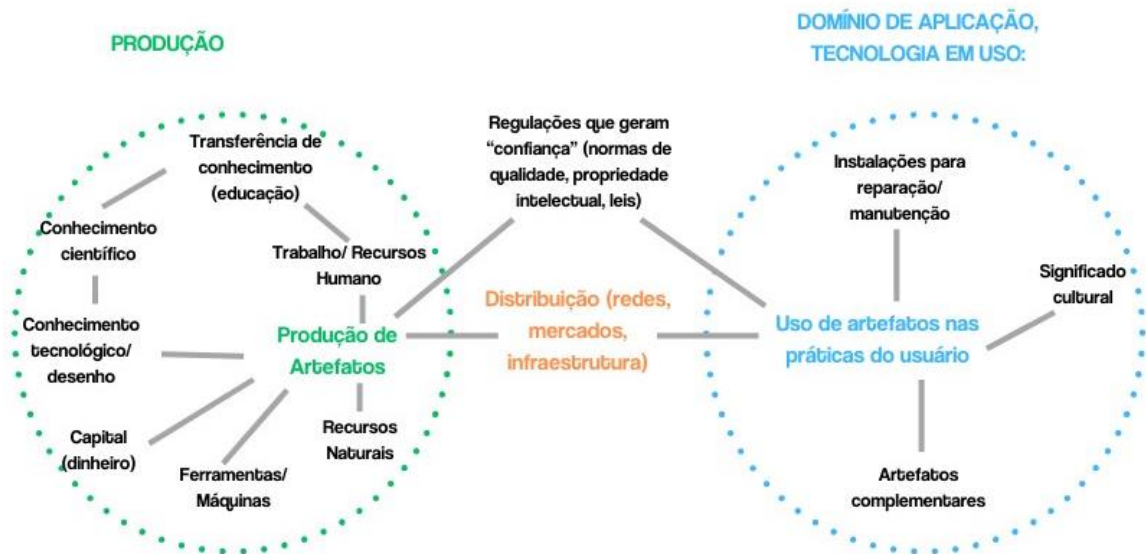 PRODUÇÃO
DOMÍNIO DE APLICAÇÃO,
TECNOLOGIA EM USO:
Transferência de
conhecimento
(educação)
Conhecimento
científico
Trabalho/ Recursos
Humano
Conhecimento
tecnológico/
desenho
Produção de
Artefatos
Capital
(dinheiro)
Ferramentas/
Máquinas
Recursos
Naturais
Regulações que geram
“confiança” (normas de
qualidade, propriedade
intelectual, leis)
Distribuição (redes,
mercados,
infraestrutura)
Instalações para
reparação/
manutenção
Significado
cultural
Uso de artefatos nas
práticas do usuário
Artefatos
complementares